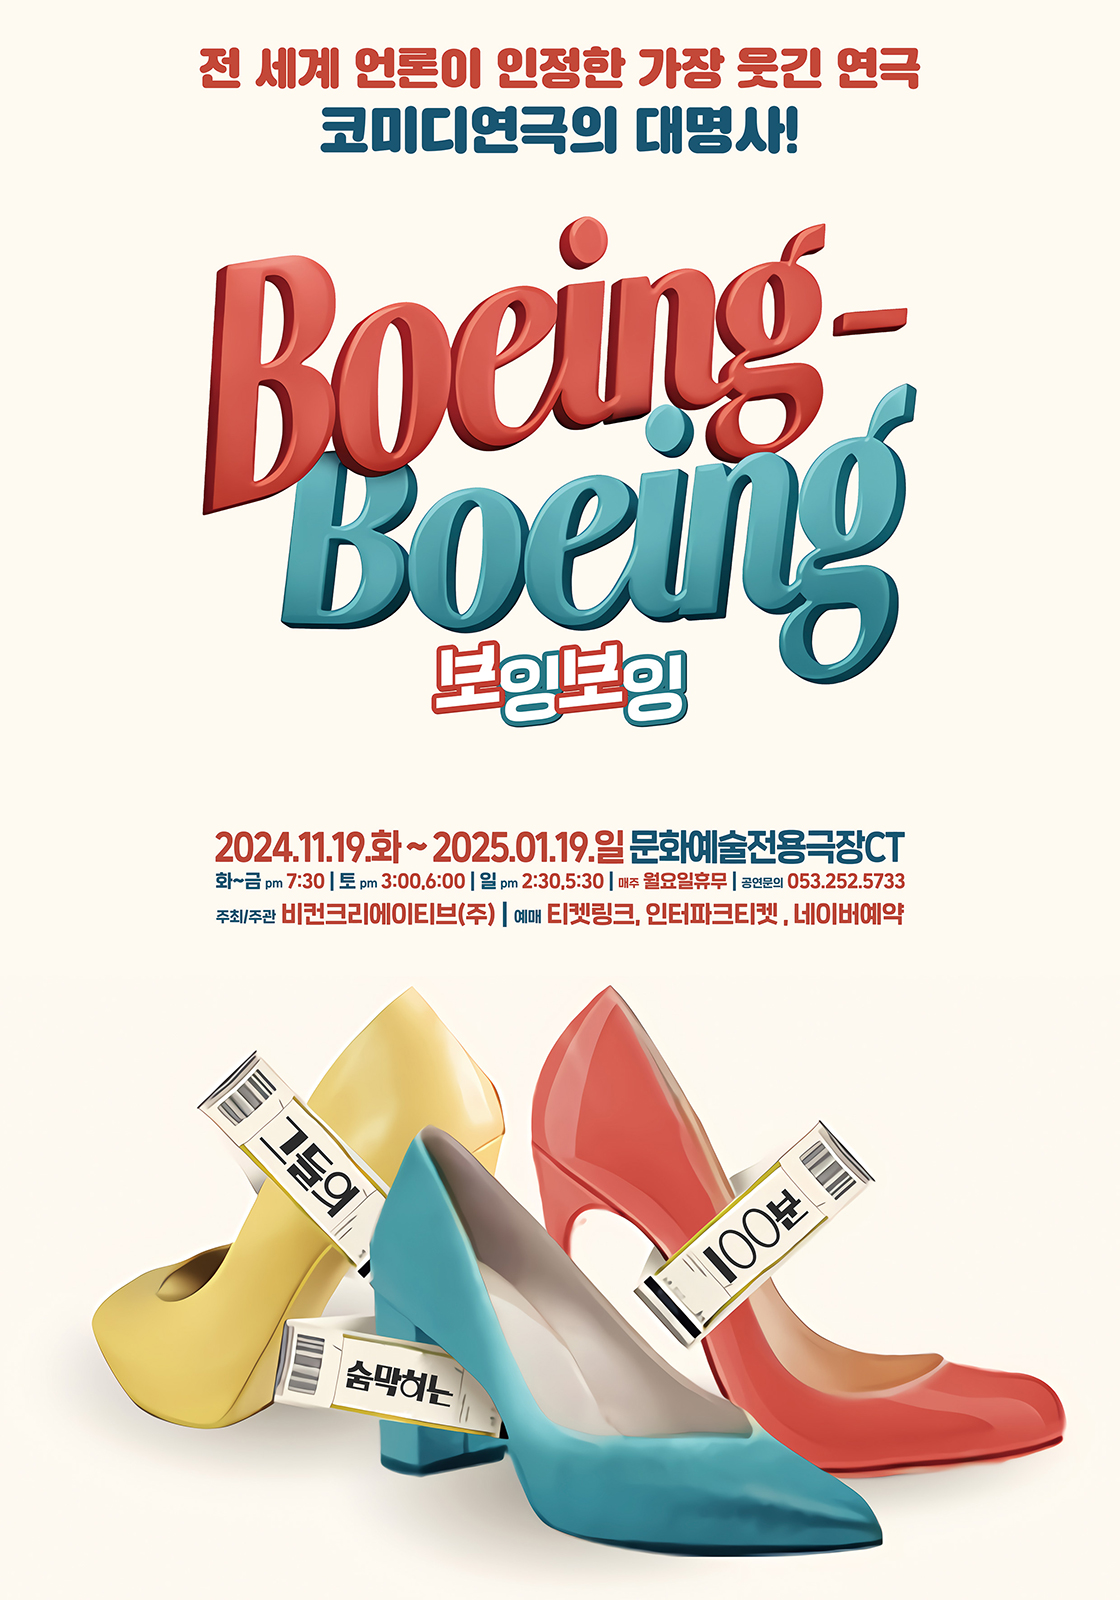 전 세계 언론이 인정한 가장 웃긴 연극
코미디연극의 대명사!
Boeing-
Boeing
보잉보잉
2024.11.19.화 ~ 2025.01.19.일 문화예술전용극장CT
화~금 pm 7:30 | 토 pm 3:00,6:00 | 일 pm 2:30,5:30 | 매주 월요일휴무 | 공연문의 053.252.5733
주최/주관 비컨크리에이티브(주) | 예매 티켓링크, 인터파크티켓 , 네이버예약
그들의
숨막히는
100분